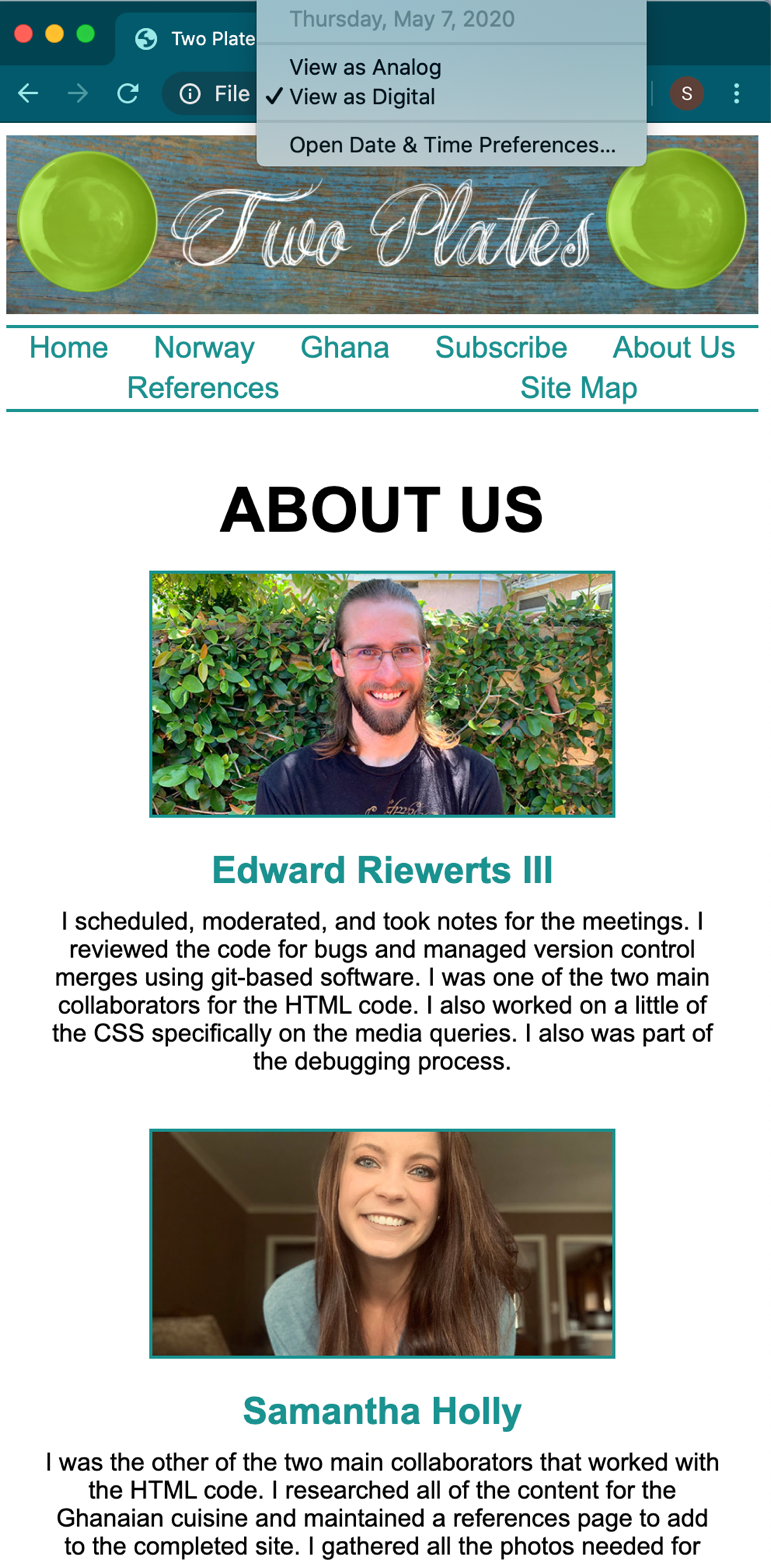 Thursday, May 7, 2020
Two Plate
View as Analog
✓ View as Digital
File
S
Open Date & Time Preferences...
Two Plates
Home Norway Ghana Subscribe About Us
References Site Map
ABOUT US
Edward Riewerts III
I scheduled, moderated, and took notes for the meetings. I
reviewed the code for bugs and managed version control
merges using git-based software. I was one of the two main
collaborators for the HTML code. I also worked on a little of
the CSS specifically on the media queries. I also was part of
the debugging process.
Samantha Holly
I was the other of the two main collaborators that worked with
the HTML code. I researched all of the content for the
Ghanaian cuisine and maintained a references page to add
to the completed site. I gathered all the photos needed for